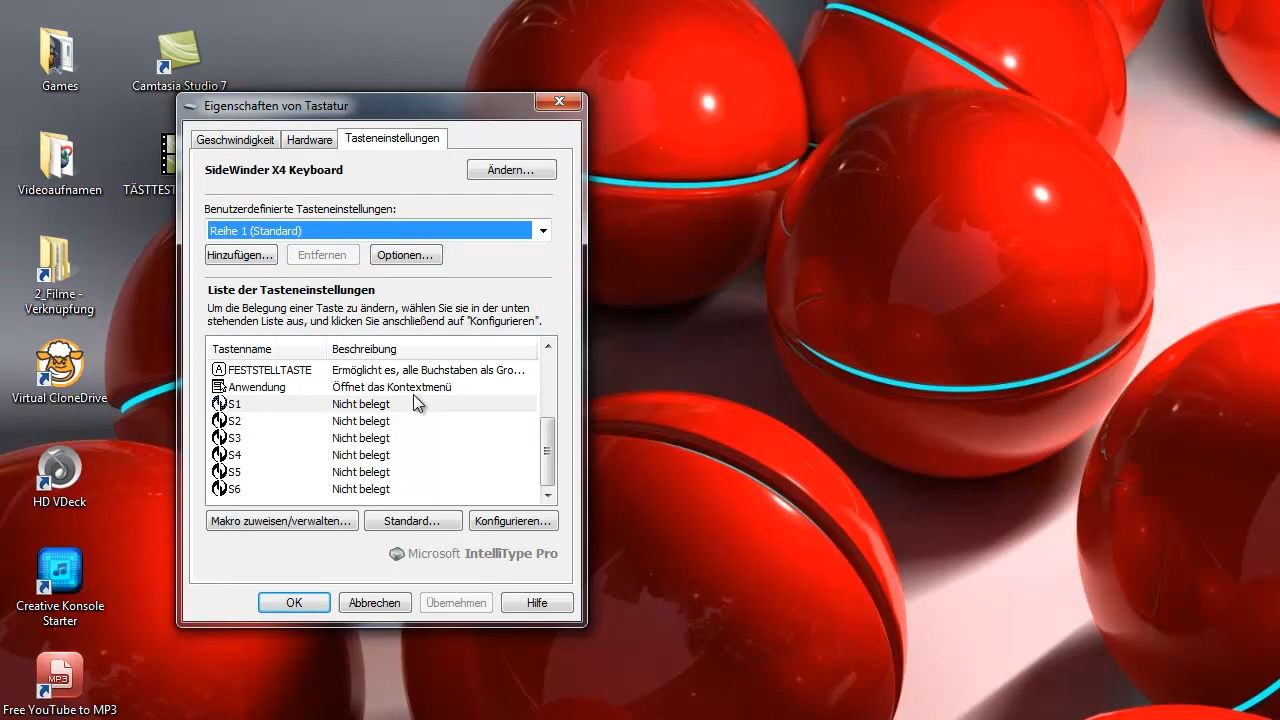 Games
Camtasia Studio 7
Videoaufnamen
TÄSTTEST
2_Filme -
Verknüpfung
Virtual CloneDrive
HD VDeck
Creative Konsole
Starter
MP3
Free YouTube to MP3
Eigenschaften von Tastatur
Geschwindigkeit
Hardware
Tasteneinstellungen
SideWinder X4 Keyboard
Ändern...
Benutzerdefinierte Tasteneinstellungen:
Reihe 1 (Standard)
Hinzufügen...
Entfernen
Optionen...
Liste der Tasteneinstellungen
Um die Belegung einer Taste zu ändern, wählen Sie sie in der unten
stehenden Liste aus, und klicken Sie anschließend auf "Konfigurieren".
Tastenname Beschreibung
A FESTSTELLTASTE Ermöglicht es, alle Buchstaben als Gro...
Anwendung Öffnet das Kontextmenü
S1 Nicht belegt
S2 Nicht belegt
S3 Nicht belegt
S4 Nicht belegt
S5 Nicht belegt
S6 Nicht belegt
Makro zuweisen/verwalten...
Standard...
Konfigurieren...
Microsoft IntelliType Pro
OK
Abbrechen
Übernehmen
Hilfe